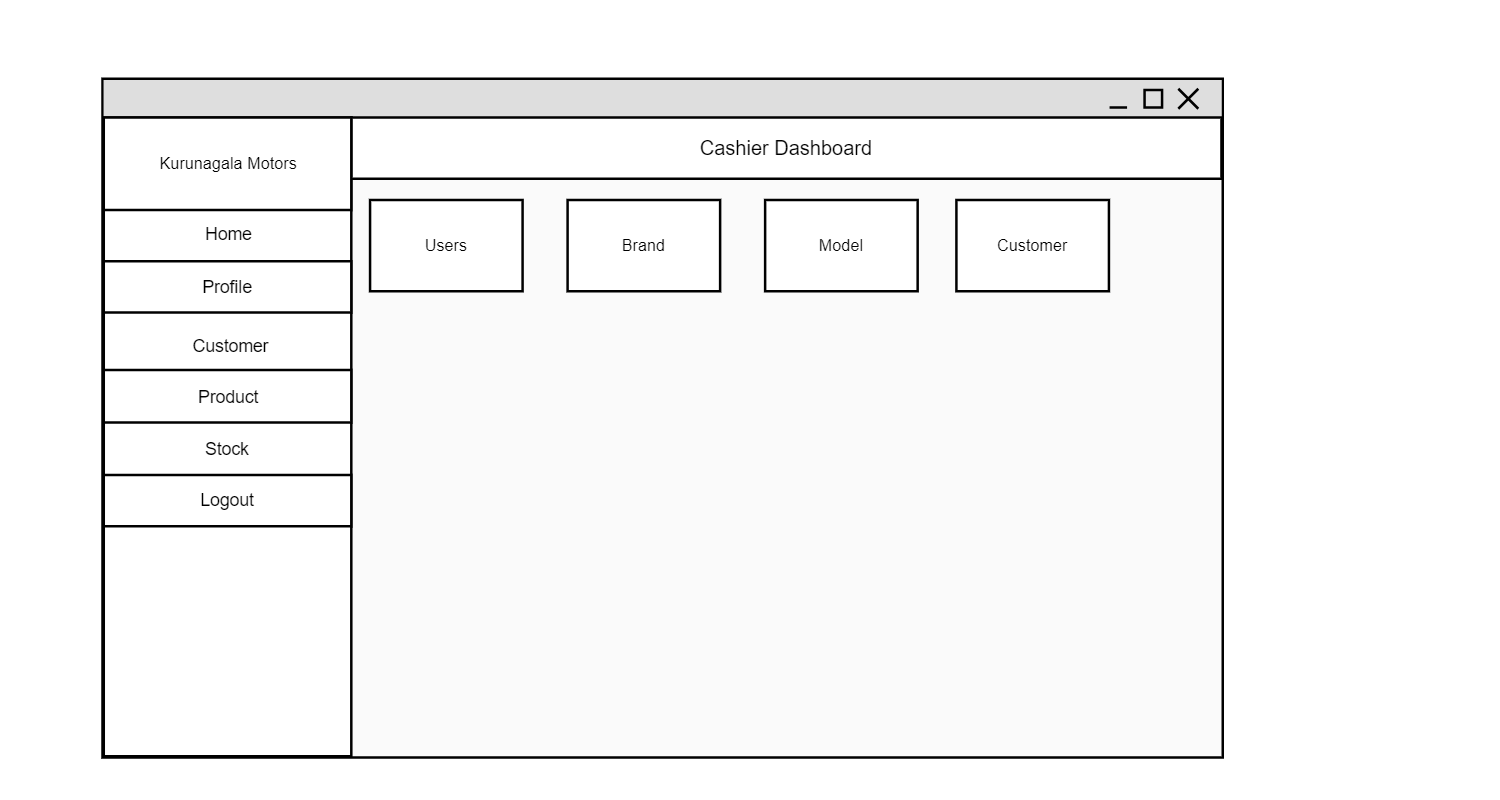 Kurunagala Motors
Cashier Dashboard
Home
Profile
Customer
Product
Stock
Logout
Users
Brand
Model
Customer